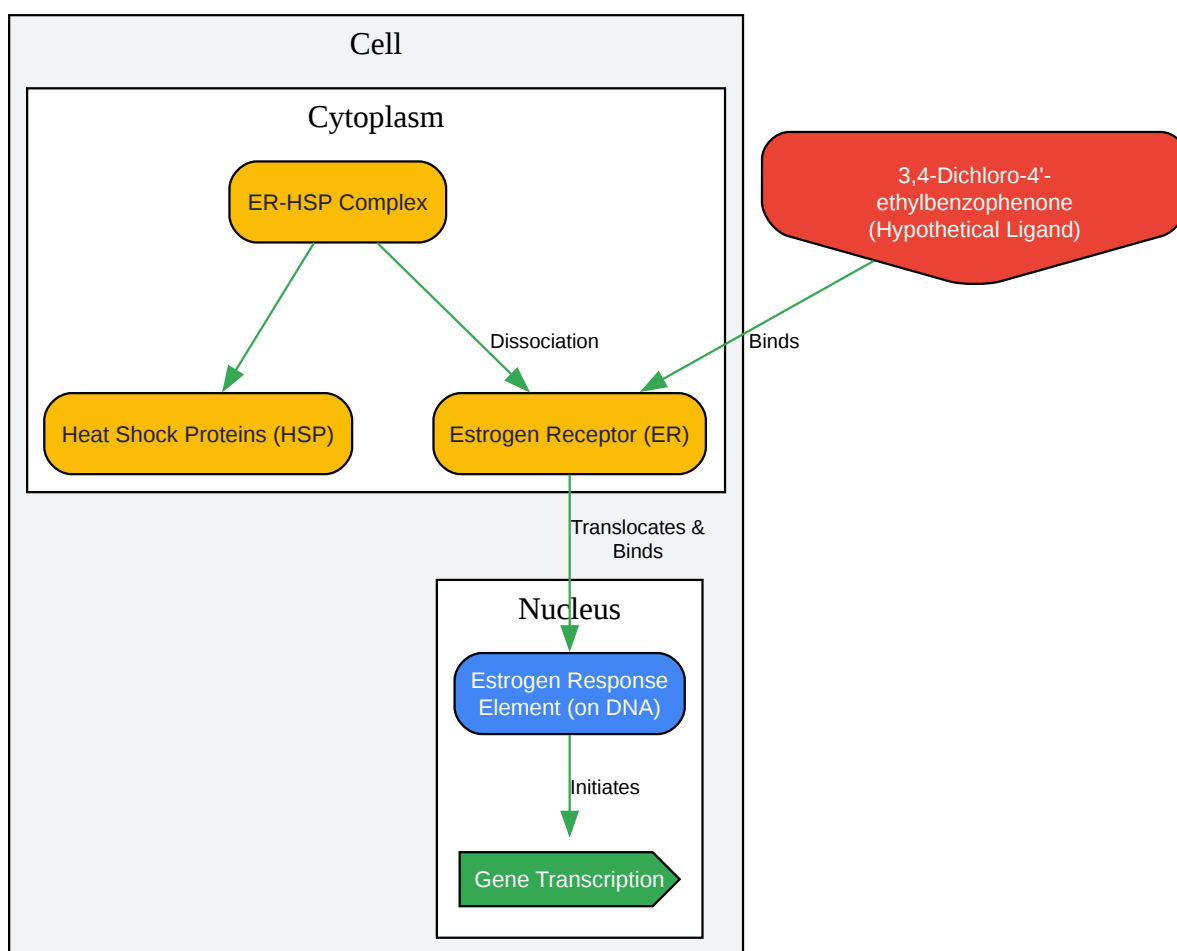 Cell
Cytoplasm
ER-HSP Complex
3,4-Dichloro-4'-
ethylbenzophenone
(Hypothetical Ligand)
Dissociation
Binds
Heat Shock Proteins (HSP)
Estrogen Receptor (ER)
Translocates &
Binds
Nucleus
Estrogen Response
Element (on DNA)
Initiates
Gene Transcription